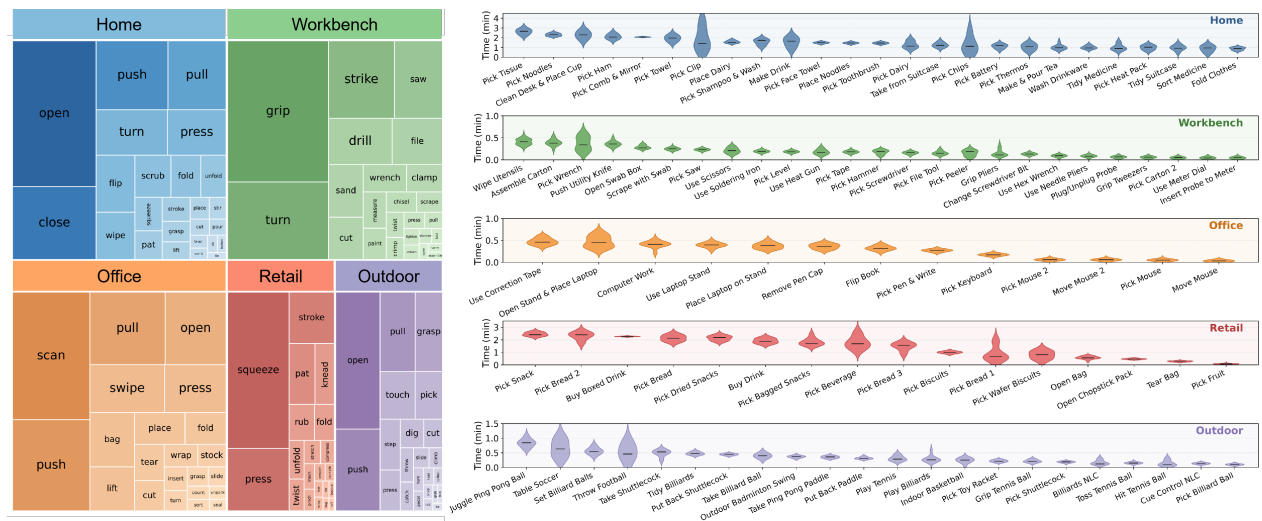 Home
Workbench
open
close
push
pull
turn
press
flip
wipe
scrub
fold
unfold
squeeze
pat
stroke
place
stir
grasp
cut
pour
lift
tear
grip
turn
strike
saw
drill
file
sand
cut
wrench
clamp
measure
paint
chisel
scrape
twist
press
pull
crimp
Office
Retail
Outdoor
scan
push
pull
open
swipe
press
bag
lift
place
fold
tear
wrap
stock
cut
insert
grasp
slide
turn
count
unpack
sort
seal
squeeze
press
stroke
pat
knead
rub
fold
unfold
twist
open
push
pull
grasp
touch
pick
step
press
dig
cut
throw
slide
catch
Time (min)
0
1
2
3
4
Home
Pick Tissue
Pick Noodles
Clean Desk & Place Cup
Pick Ham
Pick Comb & Mirror
Pick Towel
Pick Clip
Place Dairy
Pick Shampoo & Wash
Make Drink
Pick Face Towel
Place Noodles
Pick Toothbrush
Pick Dairy
Take from Suitcase
Pick Chips
Pick Battery
Pick Thermos
Make & Pour Tea
Wash Drinkware
Tidy Medicine
Pick Heat Pack
Tidy Suitcase
Sort Medicine
Fold Clothes
Time (min)
0.0
0.5
1.0
Workbench
Wipe Utensils
Assemble Carton
Pick Wrench
Push Utility Knife
Open Swab Box
Scrape with Swab
Pick Saw
Use Scissors
Use Soldering Iron
Pick Level
Use Heat Gun
Pick Tape
Pick Hammer
Pick Screwdriver
Pick File Tool
Pick Peeler
Grip Pliers
Change Screwdriver Bit
Use Hex Wrench
Use Needle Pliers
Plug/Unplug Probe
Grip Tweezers
Pick Carton 2
Use Meter Dial
Insert Probe to Meter
Time (min)
0.0
0.5
1.0
Office
Use Correction Tape
Open Stand & Place Laptop
Computer Work
Use Laptop Stand
Place Laptop on Stand
Remove Pen Cap
Flip Book
Pick Pen & Write
Pick Keyboard
Pick Mouse 2
Move Mouse 2
Pick Mouse
Move Mouse
Time (min)
0
1
2
3
Retail
Pick Snack
Pick Bread 2
Buy Boxed Drink
Pick Bread
Pick Dried Snacks
Buy Drink
Pick Bagged Snacks
Pick Beverage
Pick Bread 3
Pick Biscuits
Pick Bread 1
Pick Wafer Biscuits
Open Bag
Open Chopstick Pack
Tear Bag
Pick Fruit
Time (min)
0.0
0.5
1.0
1.5
Outdoor
Juggle Ping Pong Ball
Table Soccer
Set Billiard Balls
Throw Football
Take Shuttlecock
Tidy Billiards
Put Back Shuttlecock
Take Billiard Ball
Outdoor Badminton Swing
Take Ping Pong Paddle
Put Back Paddle
Play Tennis
Play Billiards
Indoor Basketball
Pick Toy Racket
Grip Tennis Ball
Pick Shuttlecock
Billiards NLC
Toss Tennis Ball
Hit Tennis Ball
Cue Control NLC
Pick Billiard Ball